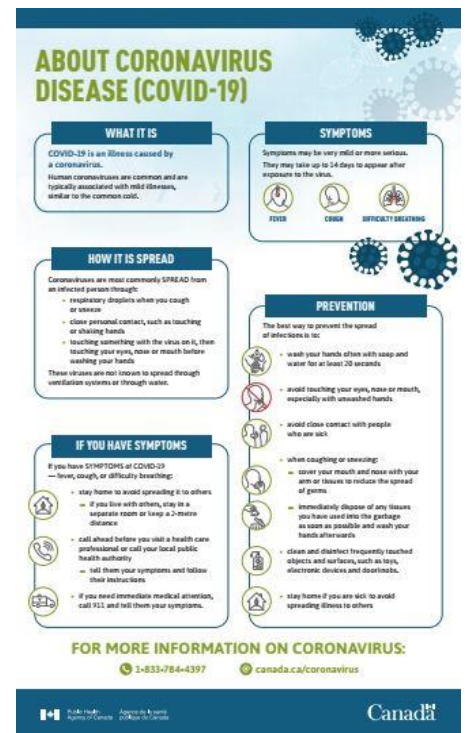 ABOUT CORONAVIRUS
DISEASE (COVID-19)
WHAT IT IS
COVID-19 is an illness caused by
a coronavirus.
Human coronaviruses are common and are
typically associated with mild illnesses,
similar to the common cold.
SYMPTOMS
Symptoms may be very mild or more serious.
They may take up to 14 days to appear after
exposure to the virus.
FEVER
COUGH
DIFFICULTY BREATHING
HOW IT IS SPREAD
Coronaviruses are most commonly SPREAD from
an infected person through:
• respiratory droplets when you cough
or sneeze
• close personal contact, such as touching
or shaking hands
• touching something with the virus on it, then
touching your eyes, nose or mouth before
washing your hands
These viruses are not known to spread through
ventilation systems or through water.
IF YOU HAVE SYMPTOMS
If you have SYMPTOMS of COVID-19
— fever, cough, or difficulty breathing:
• stay home to avoid spreading it to others
– if you live with others, stay in a
separate room or keep a 2-metre
distance
• call ahead before you visit a health care
professional or call your local public
health authority
– tell them your symptoms and follow
their instructions
• if you need immediate medical attention,
call 911 and tell them your symptoms.
PREVENTION
The best way to prevent the spread
of infections is to:
• wash your hands often with soap and
water for at least 20 seconds
• avoid touching your eyes, nose or mouth,
especially with unwashed hands
• avoid close contact with people
who are sick
• when coughing or sneezing:
– cover your mouth and nose with your
arm or tissues to reduce the spread
of germs
– immediately dispose of any tissues
you have used into the garbage
as soon as possible and wash your
hands afterwards
• clean and disinfect frequently touched
objects and surfaces, such as toys,
electronic devices and doorknobs.
• stay home if you are sick to avoid
spreading illness to others
FOR MORE INFORMATION ON CORONAVIRUS:
1-833-784-4397
canada.ca/coronavirus
Public Health
Agency of Canada
Agence de la santé
publique du Canada
Canada